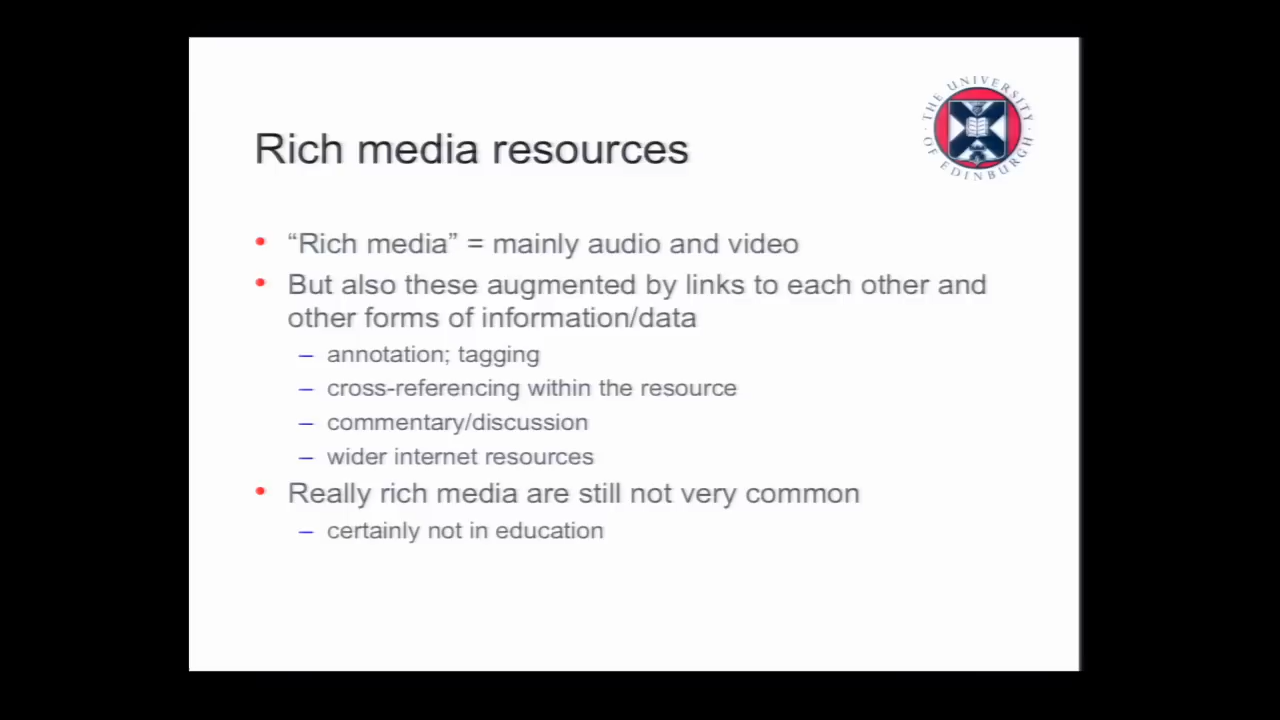 THE UNIVERSITY OF EDINBURGH
Rich media resources
• “Rich media” = mainly audio and video
• But also these augmented by links to each other and
other forms of information/data
– annotation; tagging
– cross-referencing within the resource
– commentary/discussion
– wider internet resources
• Really rich media are still not very common
– certainly not in education